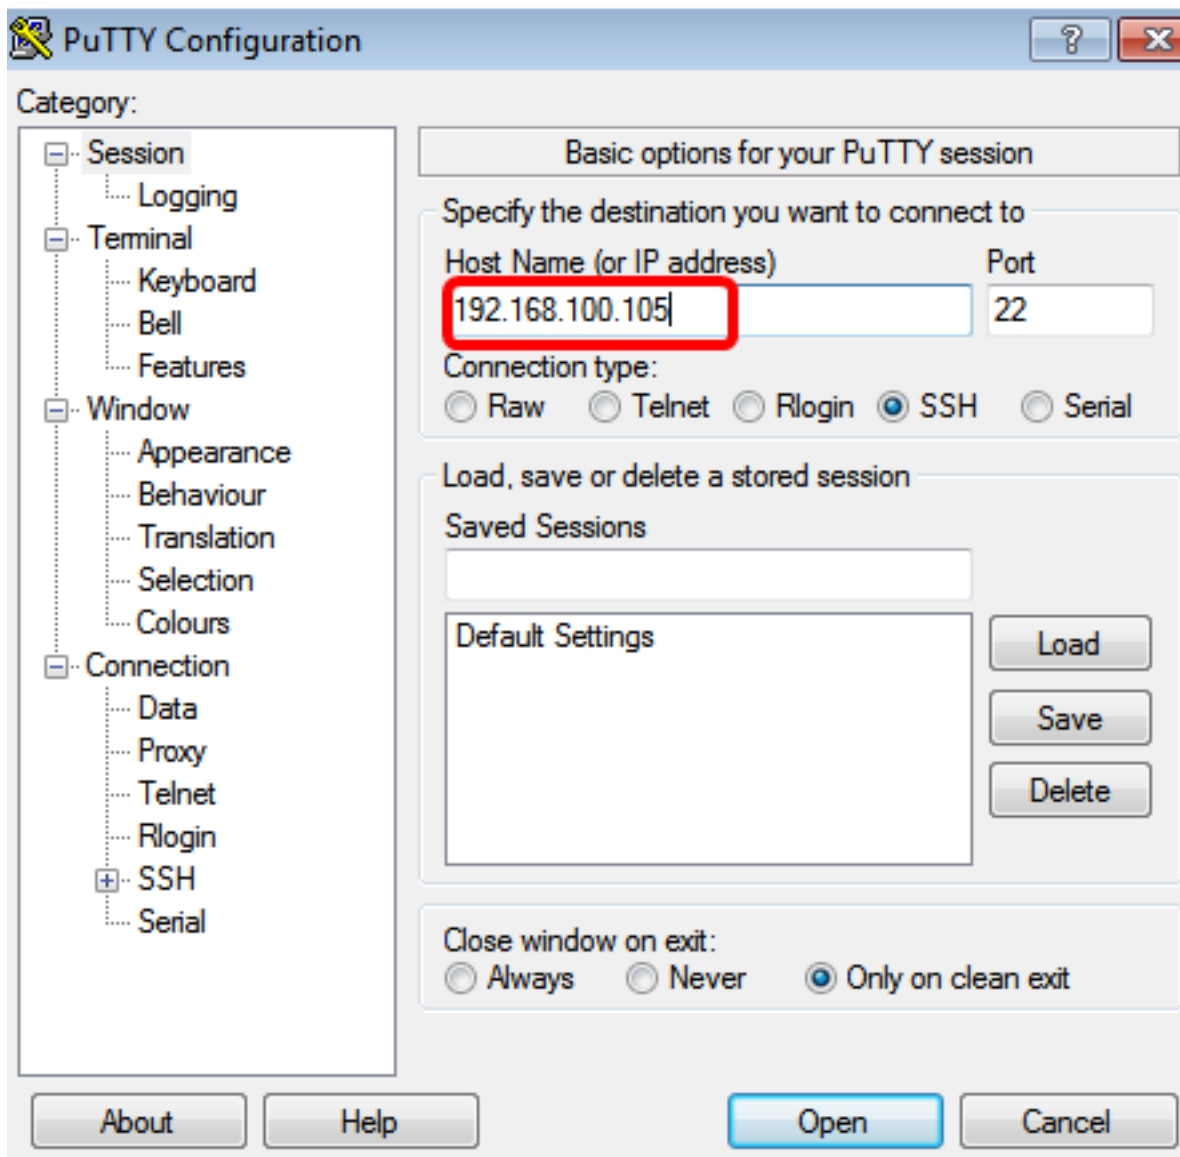 PuTTY Configuration
Category:
Session
Logging
Terminal
Keyboard
Bell
Features
Window
Appearance
Behaviour
Translation
Selection
Colours
Connection
Data
Proxy
Telnet
Rlogin
SSH
Serial
Basic options for your PuTTY session
Specify the destination you want to connect to
Host Name (or IP address) Port
192.168.100.105 22
Connection type:
Raw Telnet Rlogin SSH Serial
Load, save or delete a stored session
Saved Sessions
Default Settings
Load
Save
Delete
Close window on exit:
Always Never Only on clean exit
About Help Open Cancel